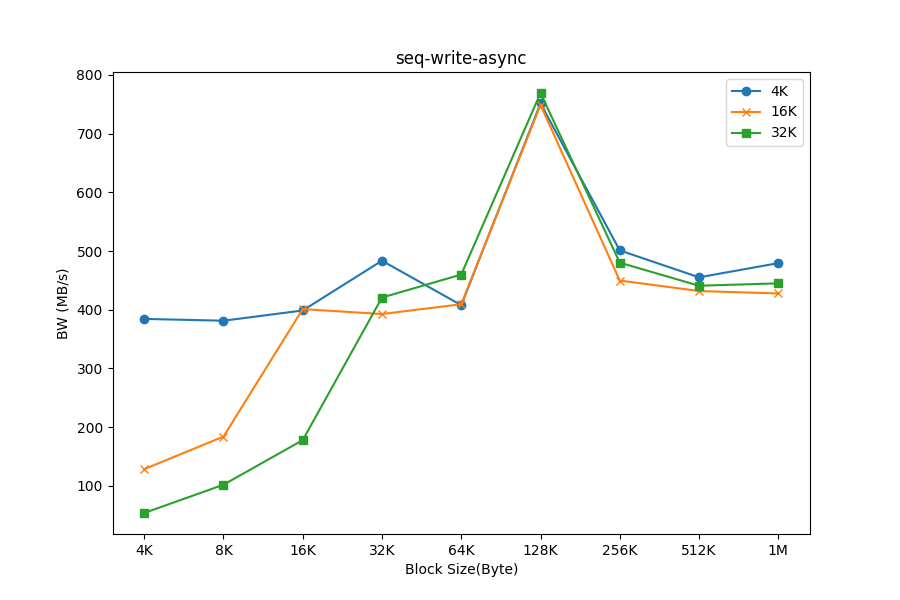 seq-write-async
800
700
600
500
400
300
200
100
BW (MB/s)
4K
16K
32K
4K 8K 16K 32K 64K 128K 256K 512K 1M
Block Size(Byte)